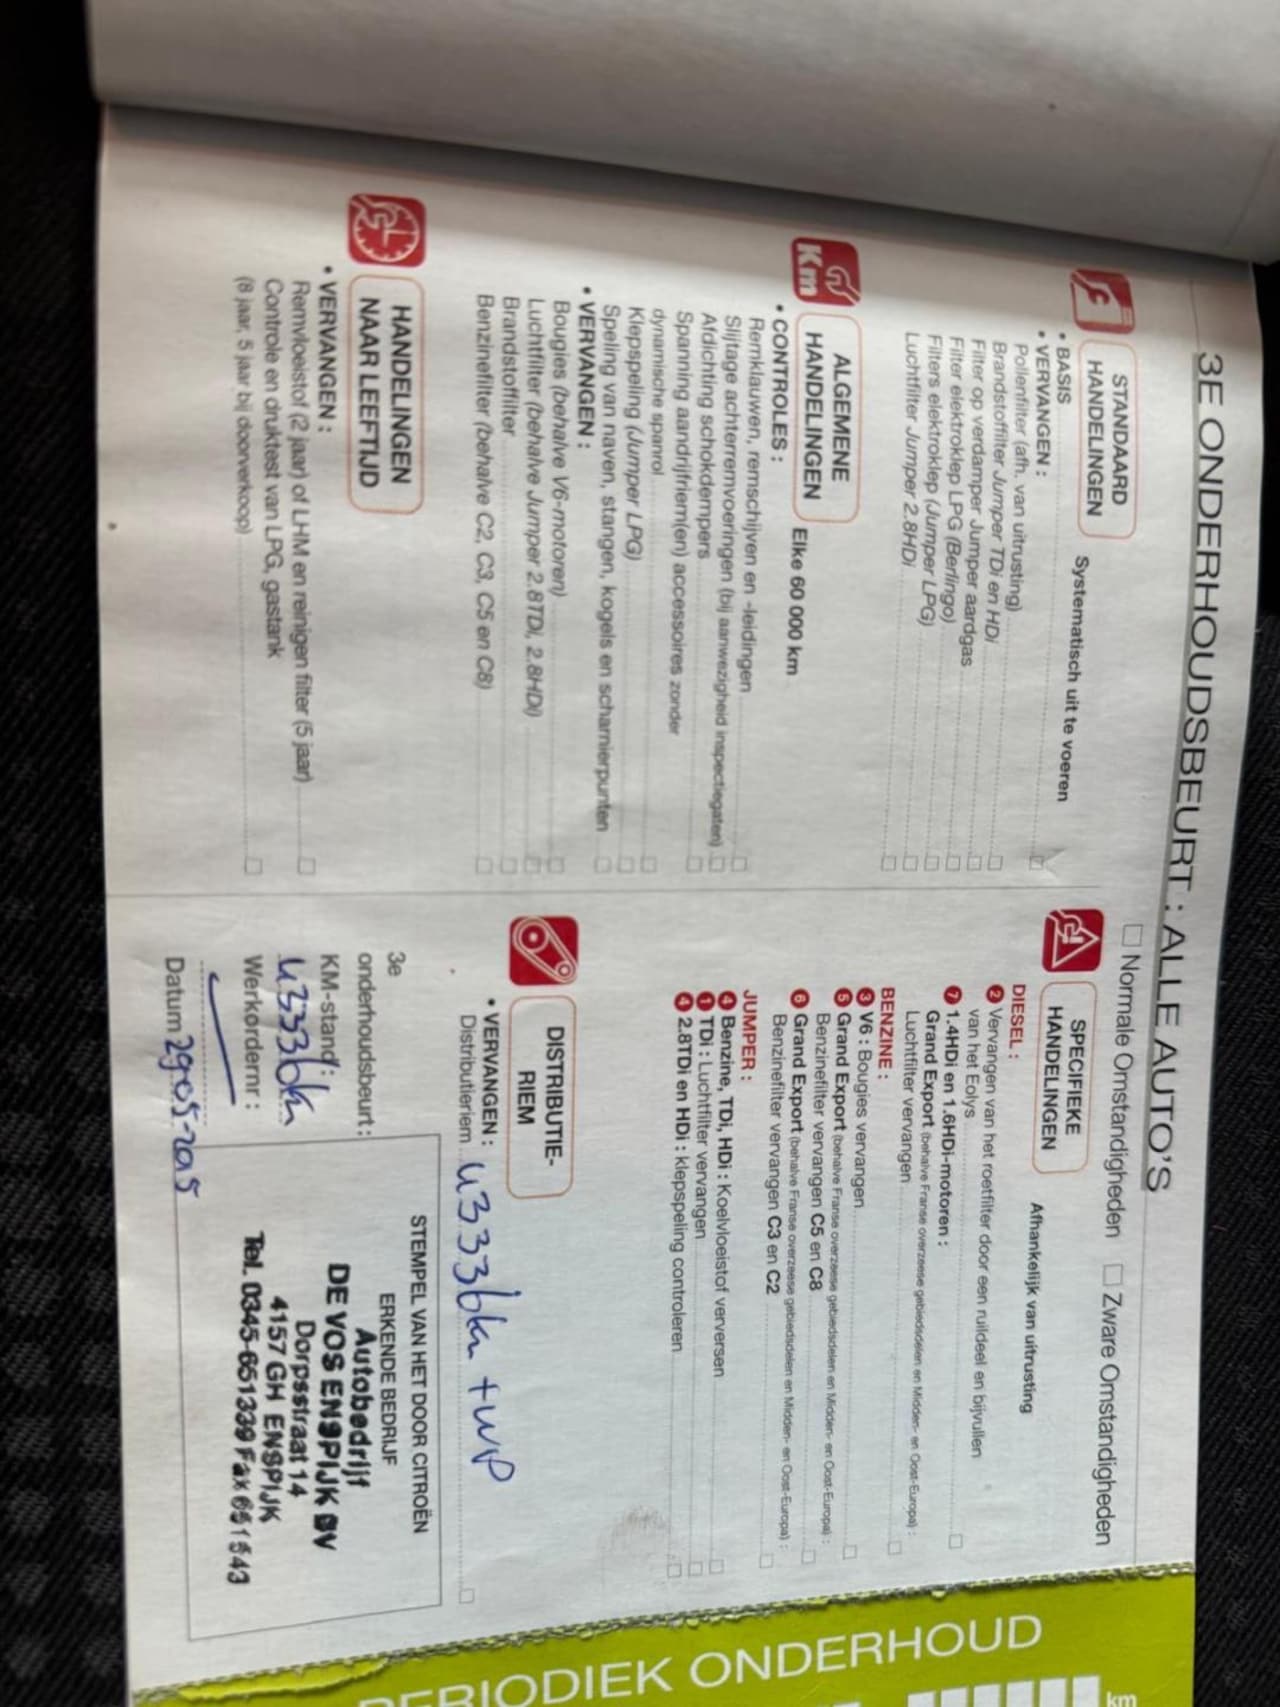 3E ONDERHOUDSBEURT : ALLE AUTO'S
□ Normale Omstandigheden □ Zware Omstandigheden
STANDAARD
HANDELINGEN
Systematisch uit te voeren
• BASIS
• VERVANGEN :
Pollenfilter (afh. van uitrusting)
Brandstoffilter Jumper TDi en HDi
Filter op verdamper Jumper aardgas
Filter elektroklep LPG (Berlingo)
Filters elektroklep (Jumper LPG)
Luchtfilter Jumper 2.8HDi
Km
ALGEMENE
HANDELINGEN
Elke 60 000 km
• CONTROLES :
Remklauwen, remschijven en -leidingen
Slijtage achterremvoeringen (bij aanwezigheid inspectiegaten)
Afdichting schokdempers
Spanning aandrijfriem(en) accessoires zonder
dynamische spanrol
Klepspeling (Jumper LPG)
Speling van naven, stangen, kogels en scharnierpunten
• VERVANGEN :
Bougies (behalve V6-motoren)
Luchtfilter (behalve Jumper 2.8TDi, 2.8HDi)
Brandstoffilter
Benzinefilter (behalve C2, C3, C5 en C8)
HANDELINGEN
NAAR LEEFTIJD
• VERVANGEN :
Remvloeistof (2 jaar) of LHM en reinigen filter (5 jaar)
Controle en druktest van LPG, gastank
(8 jaar, 5 jaar bij doorverkoop)
SPECIFIEKE
HANDELINGEN
Afhankelijk van uitrusting
DIESEL :
2 Vervangen van het roetfilter door een ruildeel en bijvullen
van het Eolys
7 1.4HDi en 1.6HDi-motoren :
Grand Export (behalve Franse overzeese gebiedsdelen en Midden- en Oost-Europa) :
Luchtfilter vervangen
BENZINE :
3 V6 : Bougies vervangen
5 Grand Export (behalve Franse overzeese gebiedsdelen en Midden- en Oost-Europa) :
Benzinefilter vervangen C5 en C8
6 Grand Export (behalve Franse overzeese gebiedsdelen en Midden- en Oost-Europa) :
Benzinefilter vervangen C3 en C2
JUMPER :
4 Benzine, TDi, HDi : Koelvloeistof verversen
1 TDi : Luchtfilter vervangen
4 2.8TDi en HDi : klepspeling controleren
DISTRIBUTIE-
RIEM
• VERVANGEN :
Distributieriem 43336km + WP
3e
onderhoudsbeurt :
KM-stand :
43336km
Werkordernr :
Datum 29-05-2015
STEMPEL VAN HET DOOR CITROËN
ERKENDE BEDRIJF
Autobedrijf
DE VOS ENSPIJK BV
Dorpsstraat 14
4157 GH ENSPIJK
Tel. 0345-651339 Fax 651543
PERIODIEK ONDERHOUD
km